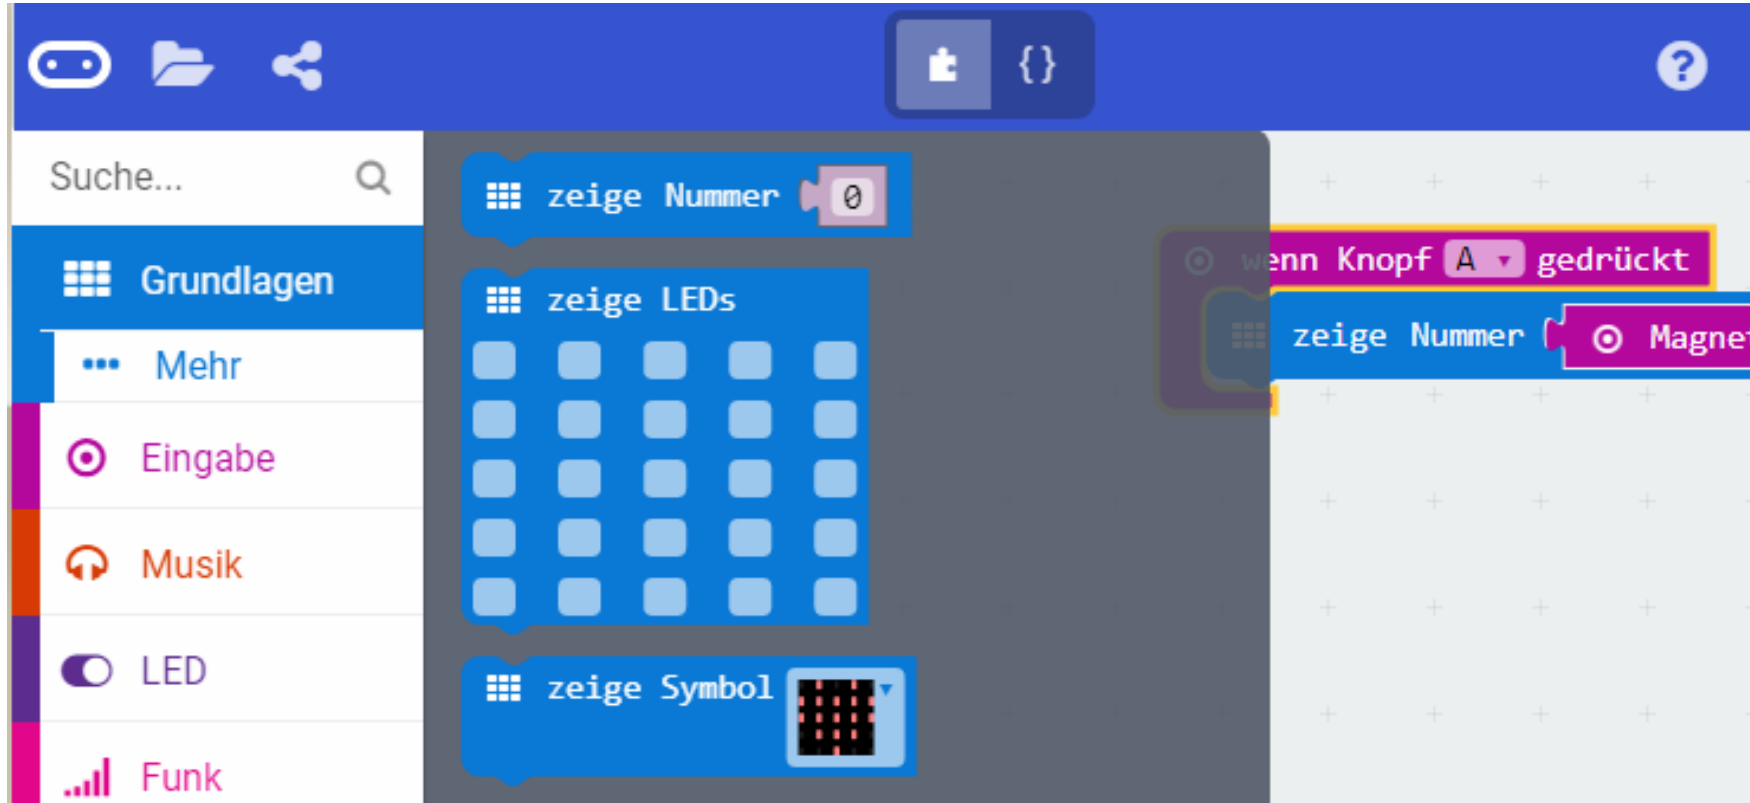 {}
?
Suche...
Grundlagen
Mehr
Eingabe
Musik
LED
Funk
zeige Nummer 0
zeige LEDs
zeige Symbol
wenn Knopf A gedrückt
zeige Nummer